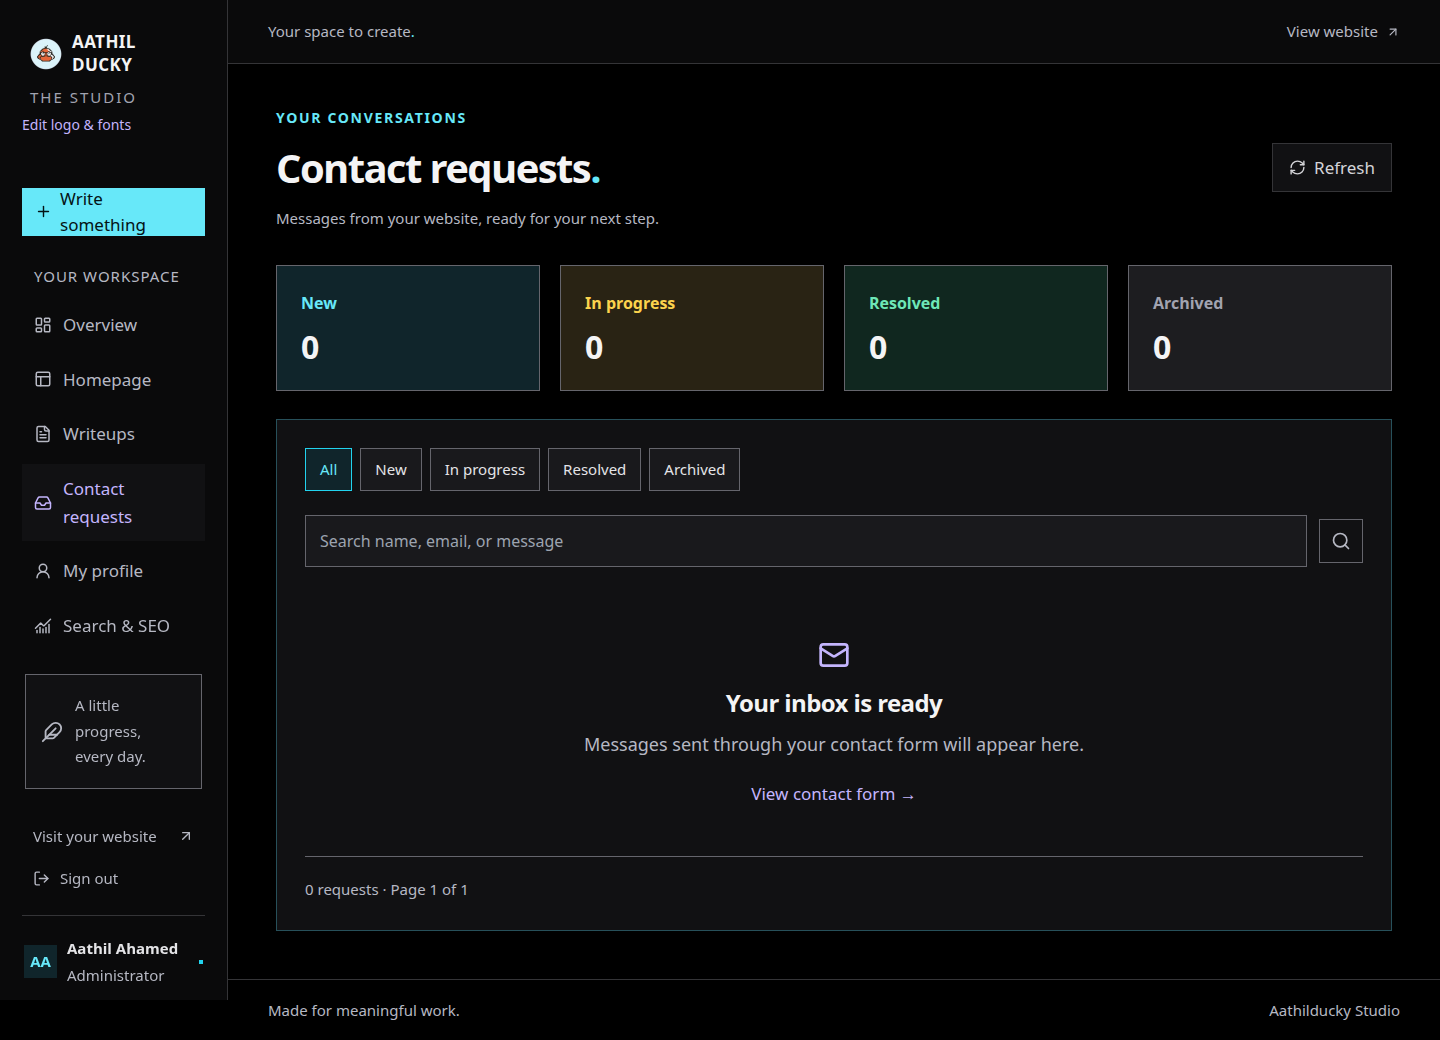 AATHIL
DUCKY
THE STUDIO
Edit logo & fonts
Write
something
YOUR WORKSPACE
Overview
Homepage
Writeups
Contact
requests
My profile
Search & SEO
A little
progress,
every day.
Visit your website
Sign out
AA
Aathil Ahamed
Administrator
Your space to create.
View website
YOUR CONVERSATIONS
Contact requests.
Refresh
Messages from your website, ready for your next step.
New
0
In progress
0
Resolved
0
Archived
0
All
New
In progress
Resolved
Archived
Search name, email, or message
Your inbox is ready
Messages sent through your contact form will appear here.
View contact form →
0 requests · Page 1 of 1
Made for meaningful work.
Aathilducky Studio